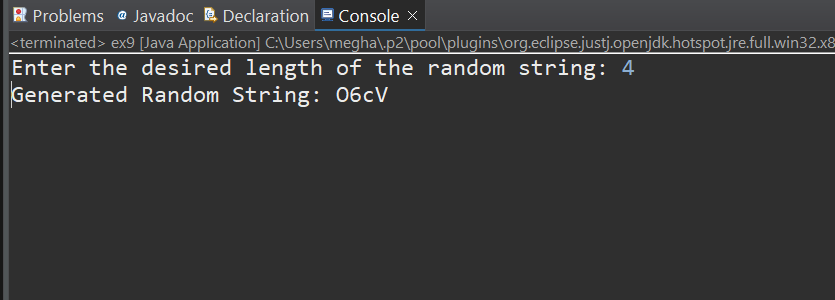 Problems @ Javadoc Declaration Console
<terminated> ex9 [Java Application] C:\Users\megha\.p2\pool\plugins\org.eclipse.justj.openjdk.hotspot.jre.full.win32.x8
Enter the desired length of the random string: 4
Generated Random String: O6cV